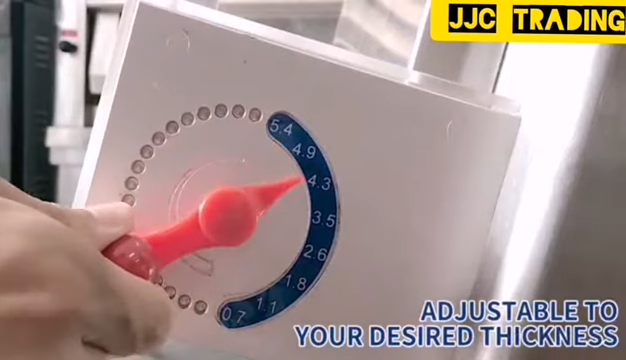 JJC TRADING
5.4
4.9
4.3
3.5
2.6
1.8
1.1
0.7
ADJUSTABLE TO
YOUR DESIRED THICKNESS